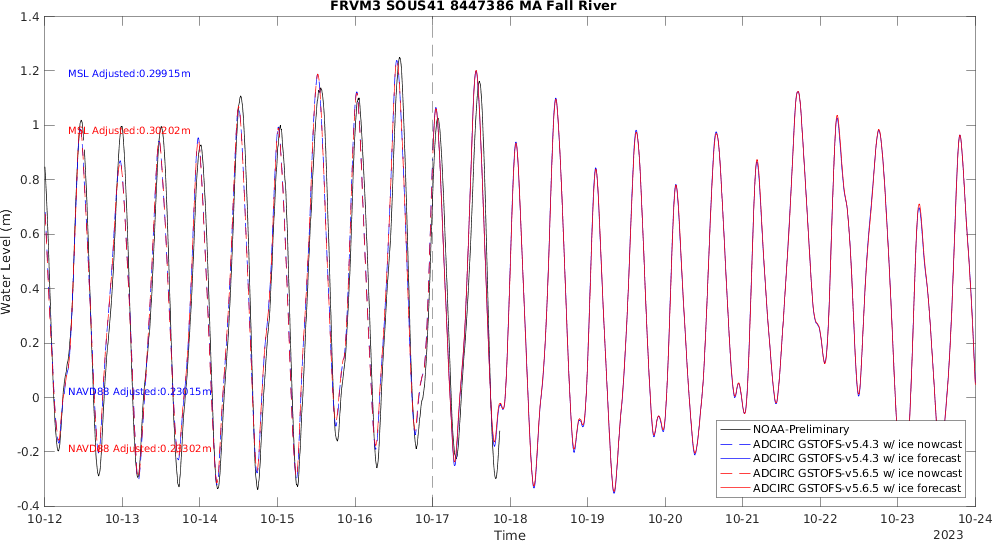 FRVM3 SOUS41 8447386 MA Fall River
1.4
1.2
1
0.8
0.6
0.4
0.2
0
-0.2
-0.4
Water Level (m)
MSL Adjusted:0.29915m
MSL Adjusted:0.30202m
NAVD88 Adjusted:0.23015m
NAVD88 Adjusted:0.23302m
NOAA-Preliminary
ADCIRC GSTOFS-v5.4.3 w/ ice nowcast
ADCIRC GSTOFS-v5.4.3 w/ ice forecast
ADCIRC GSTOFS-v5.6.5 w/ ice nowcast
ADCIRC GSTOFS-v5.6.5 w/ ice forecast
10-12 10-13 10-14 10-15 10-16 10-17 10-18 10-19 10-20 10-21 10-22 10-23 10-24
Time
2023